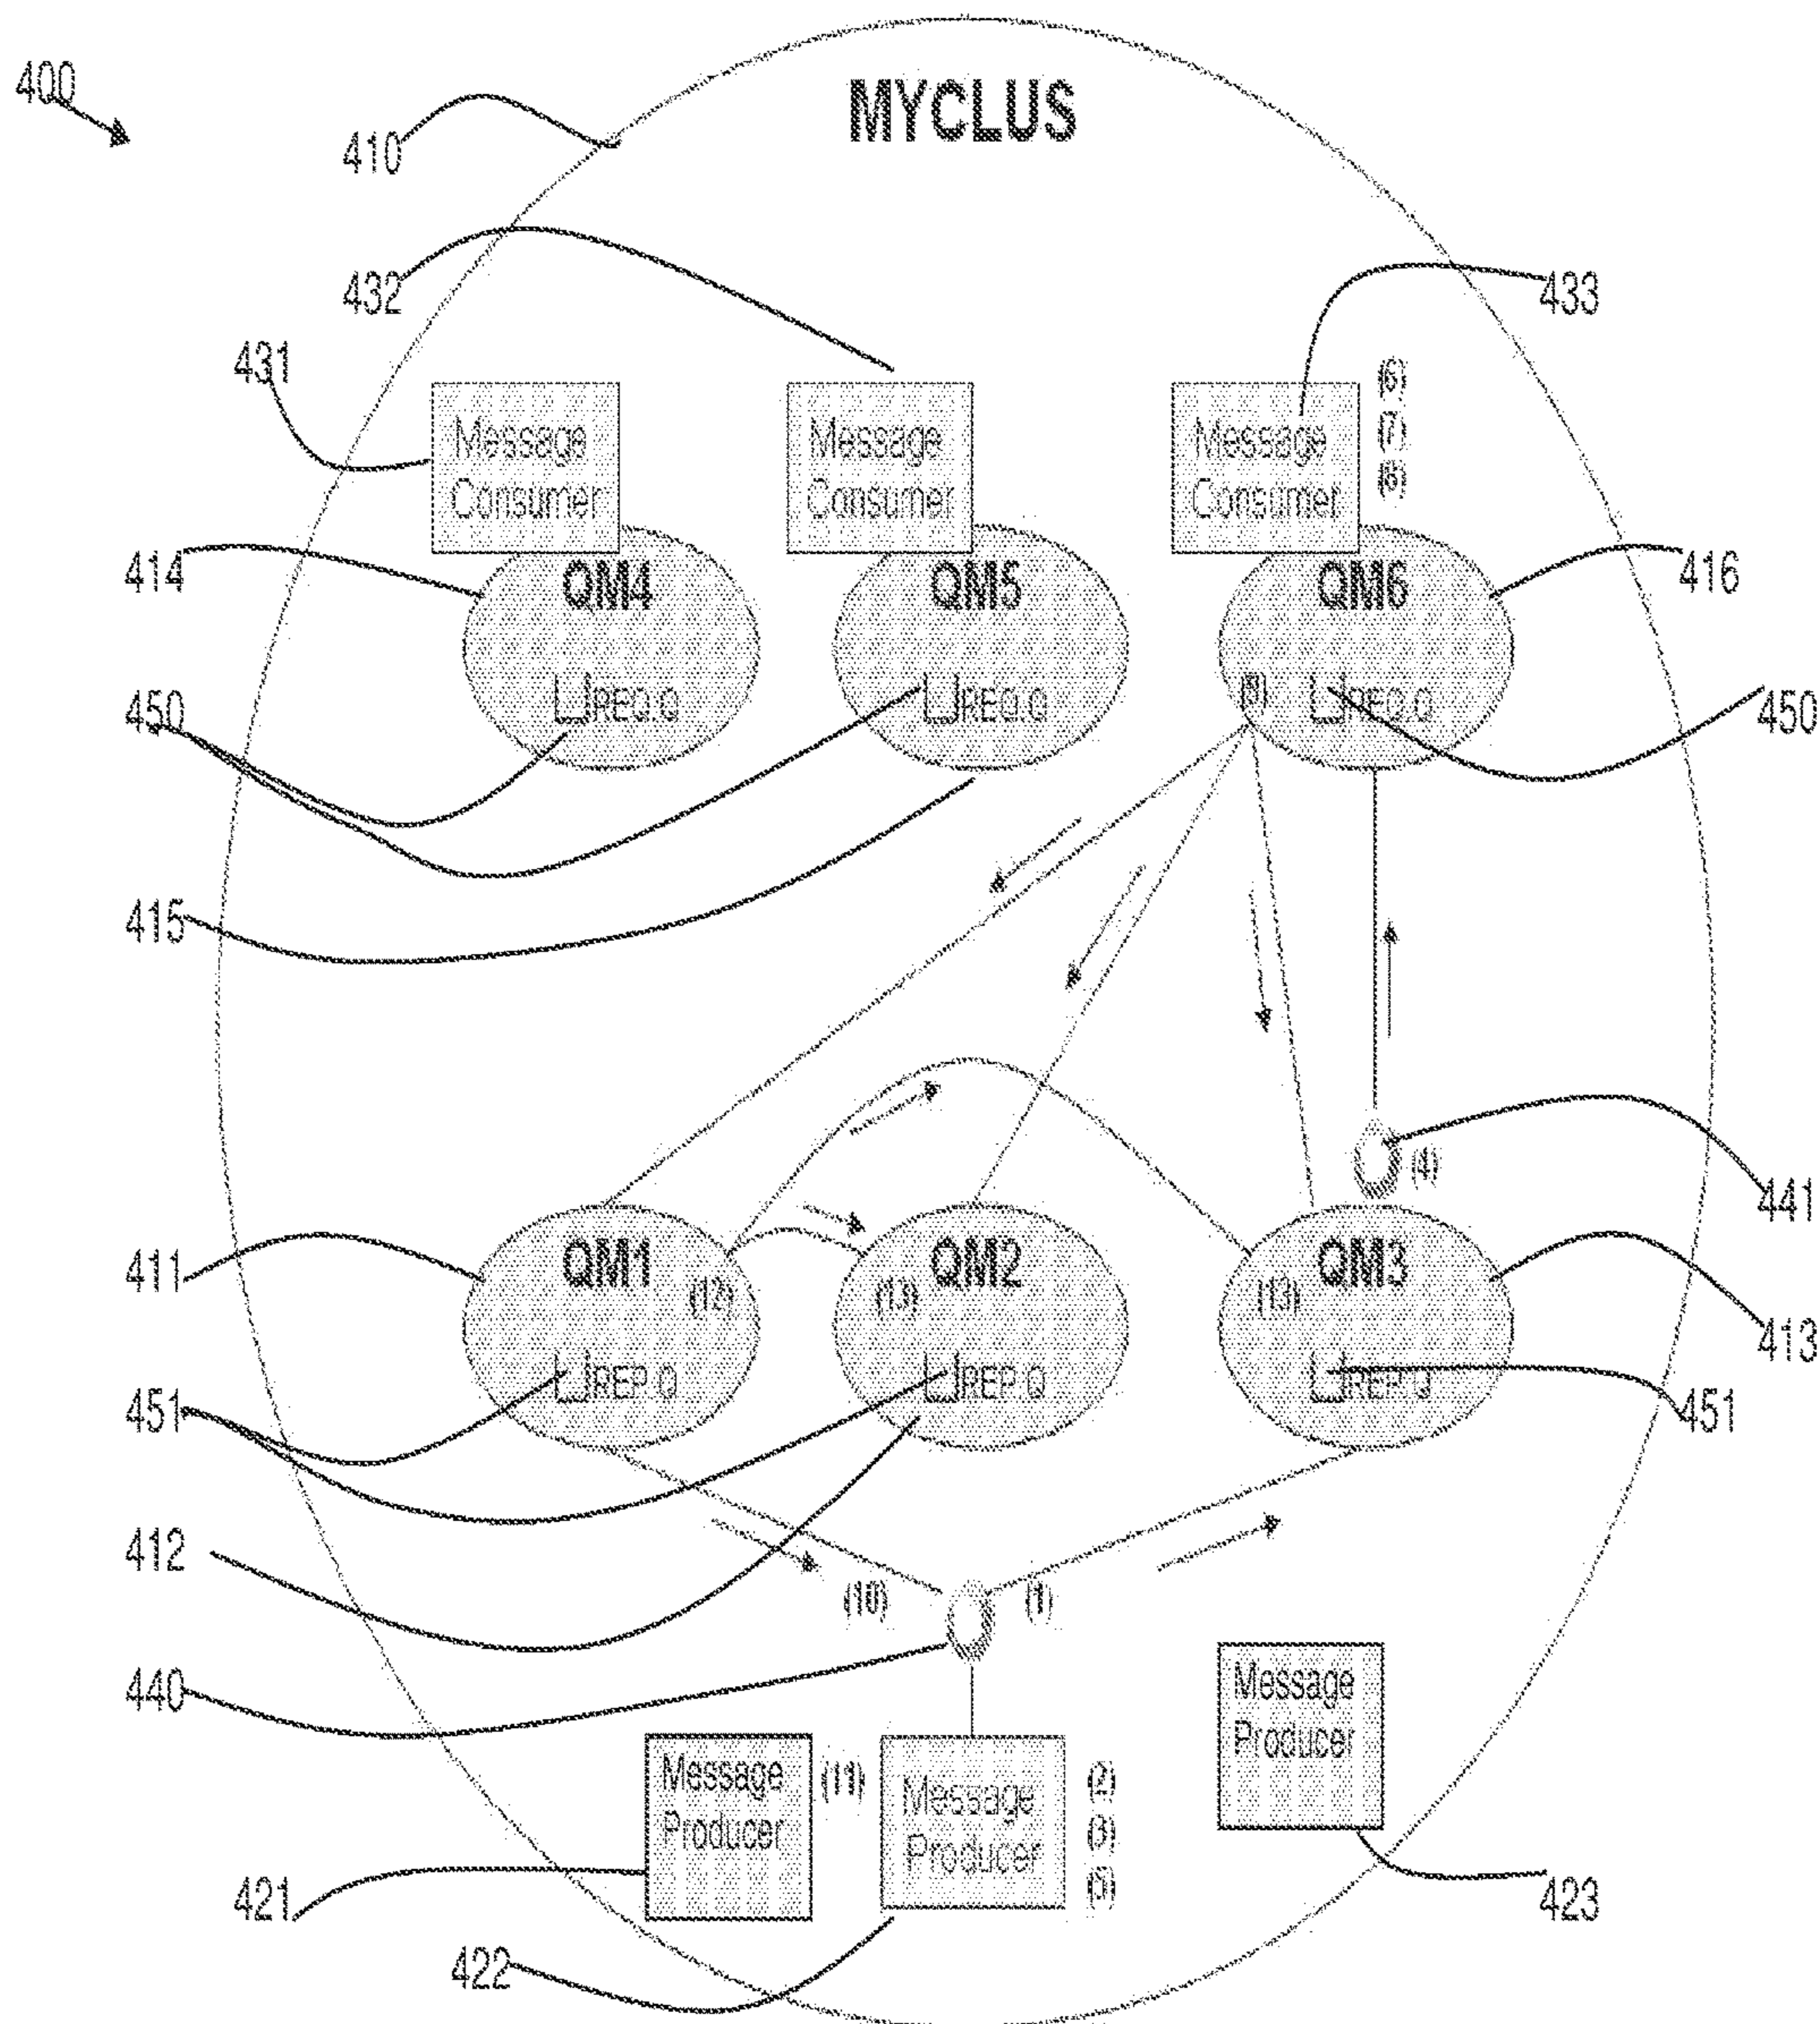 400
MYCLUS
410
432
433
431
(6)
(7)
(8)
Message
Consumer
Message
Consumer
Message
Consumer
414
QM4
QM5
QM6
416
450
REQ.Q
REQ.Q
REQ.Q
450
415
(4)
441
411
QM1
QM2
QM3
(12)
(13)
(13)
413
451
REP.Q
REP.Q
REP.Q
451
412
(10)
(1)
440
Message
Producer
Message
Producer
(11)
Message
Producer
(2)
(3)
(5)
421
423
422